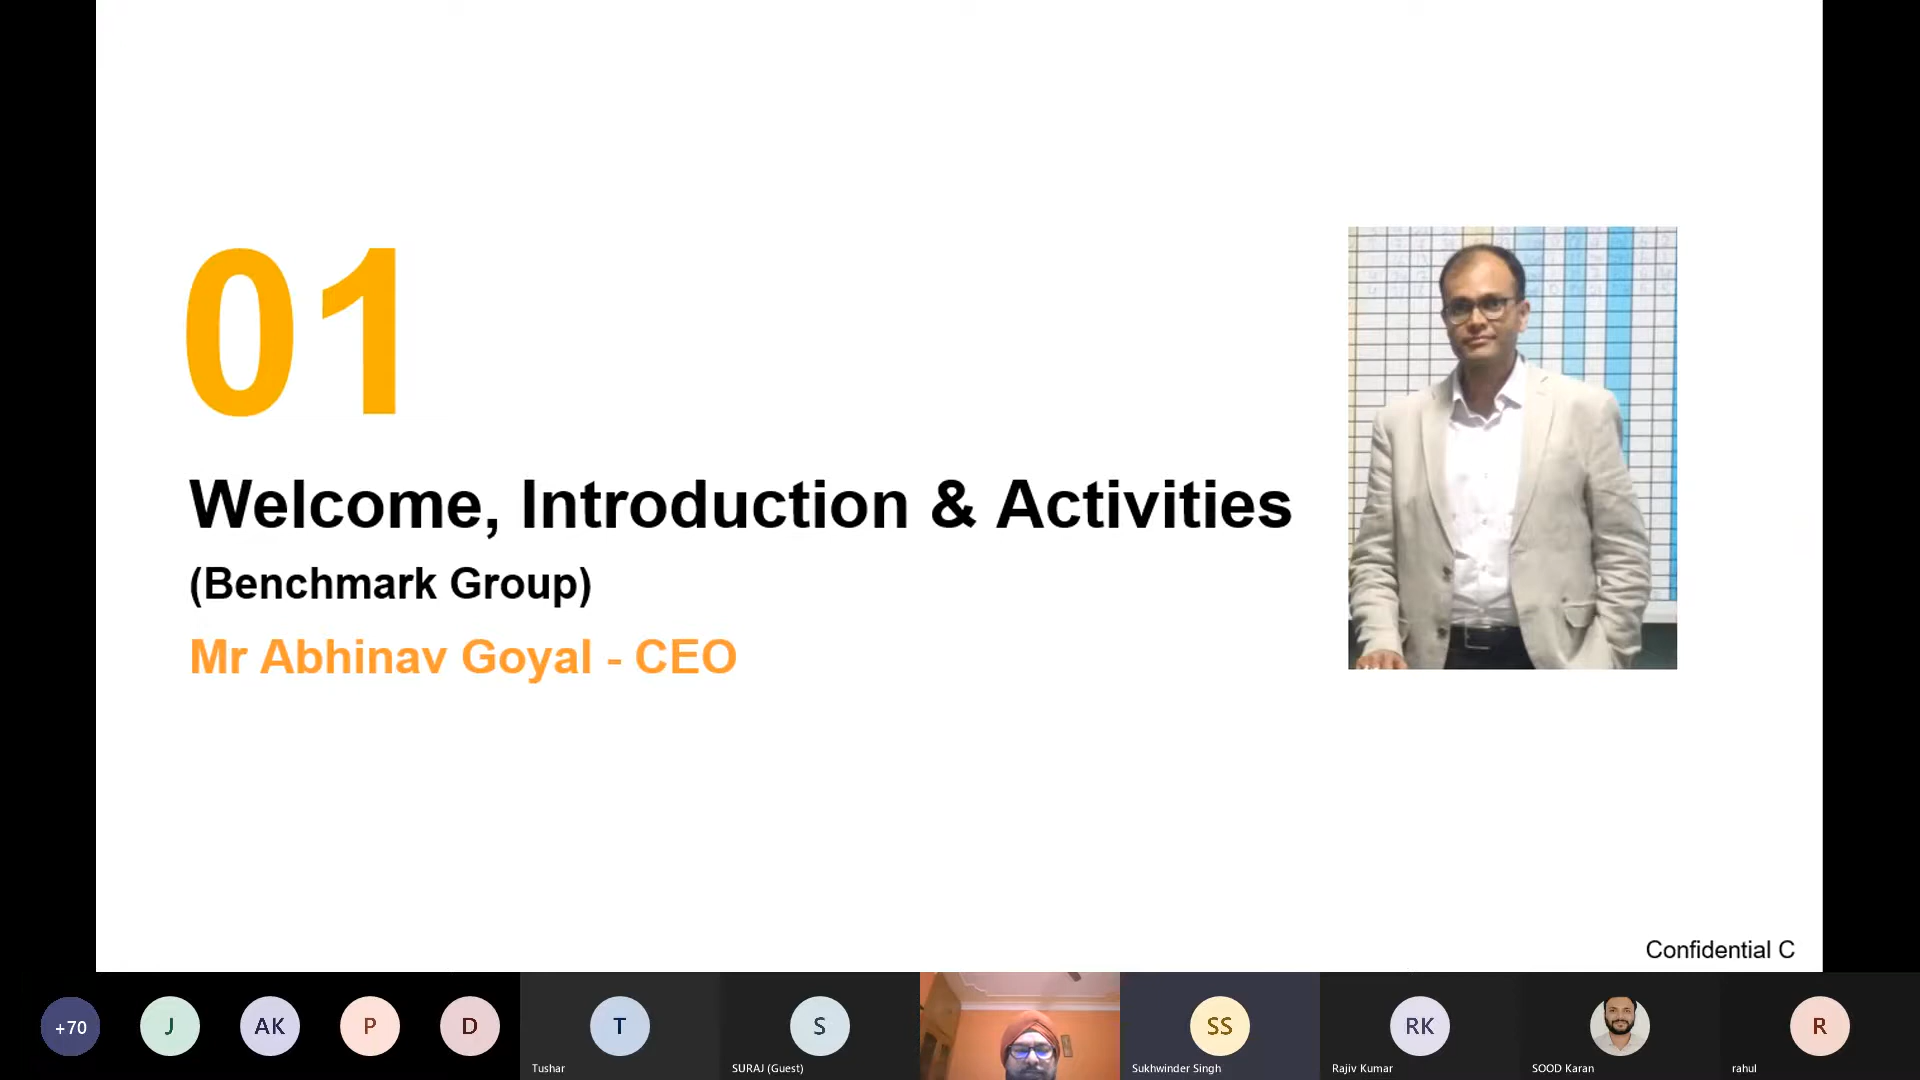 01
Welcome, Introduction & Activities
(Benchmark Group)
Mr Abhinav Goyal - CEO
Confidential C
+70
J
AK
P
D
T
S
SS
RK
R
Tushar
SURAJ (Guest)
Sukhwinder Singh
Rajiv Kumar
SOOD Karan
rahul